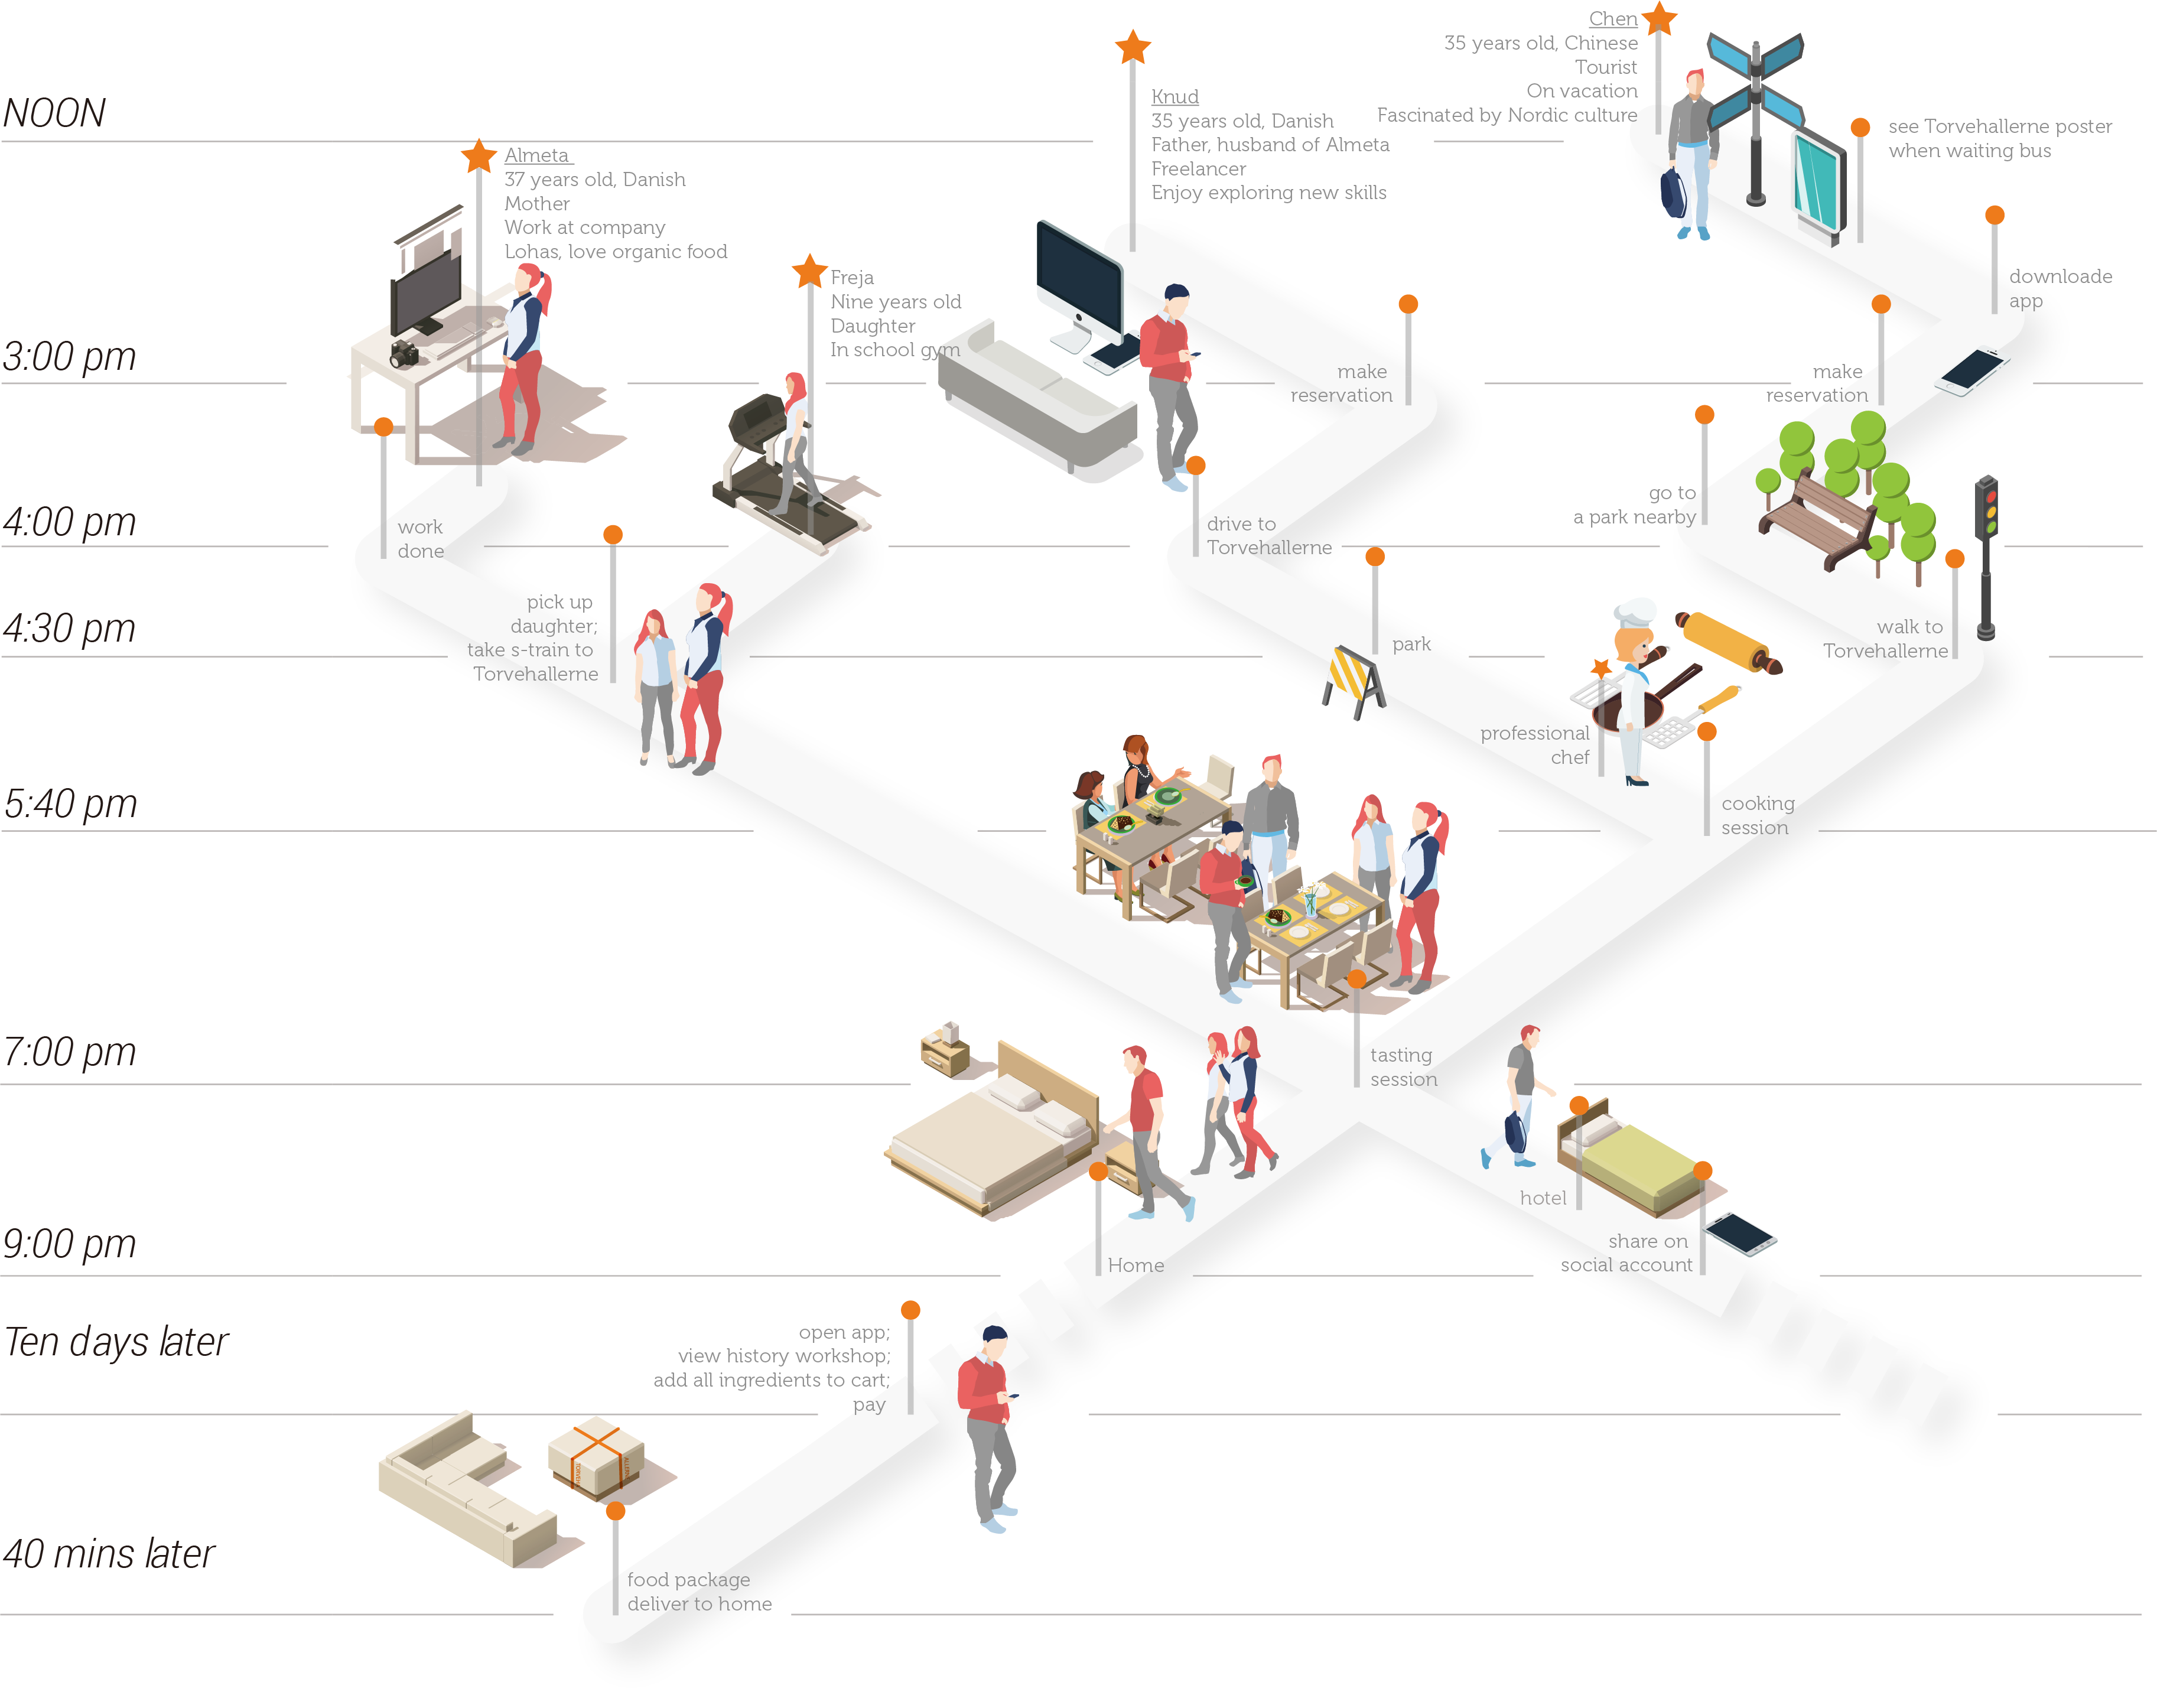 NOON
3:00 pm
4:00 pm
4:30 pm
5:40 pm
7:00 pm
9:00 pm
Ten days later
40 mins later
Almeta
37 years old, Danish
Mother
Work at company
Lohas, love organic food
Freja
Nine years old
Daughter
In school gym
Knud
35 years old, Danish
Father, husband of Almeta
Freelancer
Enjoy exploring new skills
Chen
35 years old, Chinese
Tourist
On vacation
Fascinated by Nordic culture
see Torvehallerne poster
when waiting bus
downloade
app
make
reservation
make
reservation
go to
a park nearby
work
done
drive to
Torvehallerne
pick up
daughter;
take s-train to
Torvehallerne
park
walk to
Torvehallerne
professional
chef
cooking
session
tasting
session
hotel
share on
social account
Home
open app;
view history workshop;
add all ingredients to cart;
pay
food package
deliver to home